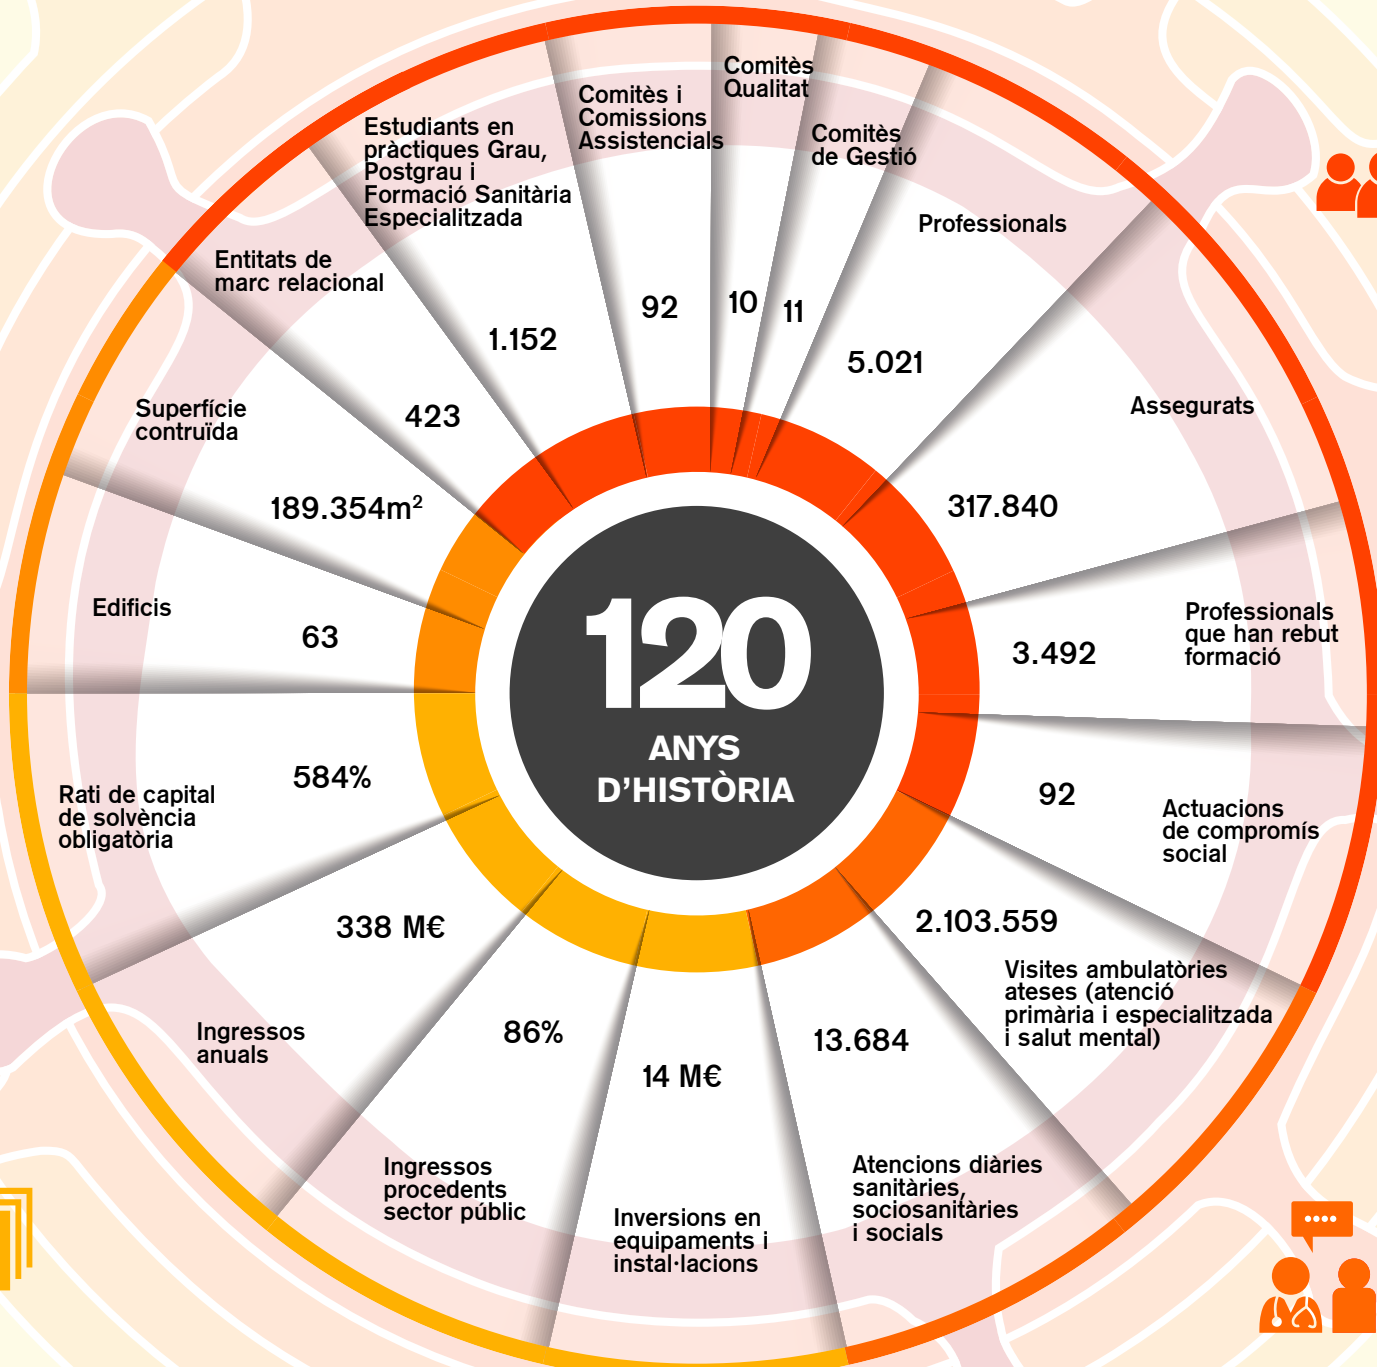 120
ANYS
D'HISTÒRIA
Comitès
Qualitat
10
Comitès
de Gestió
11
Professionals
5.021
Assegurats
317.840
Professionals
que han rebut
formació
3.492
Actuacions
de compromís
social
92
2.103.559
Visites ambulatòries
ateses (atenció
primària i especialitzada
i salut mental)
13.684
Atencions diàries
sanitàries,
sociosanitàries
i socials
14 M€
Inversions en
equipaments i
instal·lacions
86%
Ingressos
procedents
sector públic
338 M€
Ingressos
anuals
584%
Rati de capital
de solvència
obligatòria
Edificis
63
Superfície
contruïda
189.354m²
Entitats de
marc relacional
423
Estudiants en
pràctiques Grau,
Postgrau i
Formació Sanitària
Especialitzada
1.152
Comitès i
Comissions
Assistencials
92